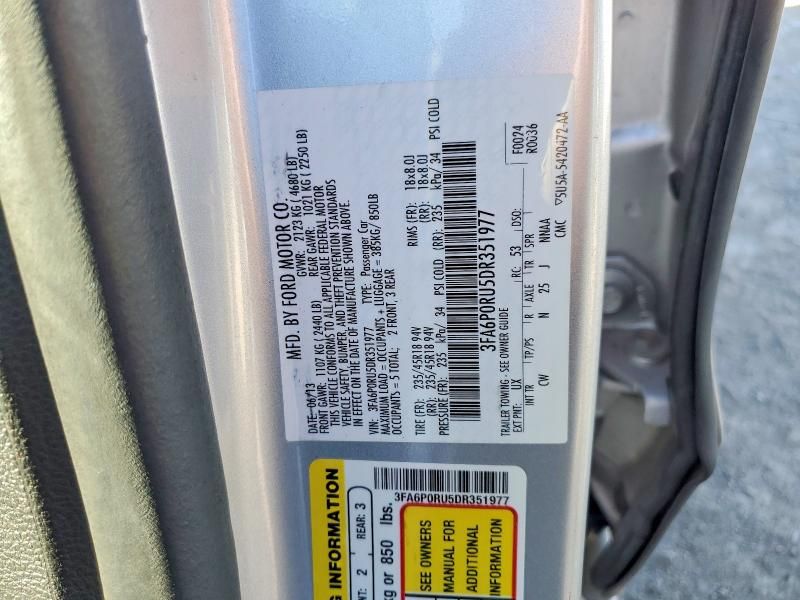 MFD. BY FORD MOTOR CO.
DATE: 06/13 GVWR: 2123 KG ( 4680 LB)
FRONT GAWR: 1107 KG ( 2440 LB) REAR GAWR: 1021 KG ( 2250 LB)
THIS VEHICLE CONFORMS TO ALL APPLICABLE FEDERAL MOTOR
VEHICLE SAFETY, BUMPER, AND THEFT PREVENTION STANDARDS
IN EFFECT ON THE DATE OF MANUFACTURE SHOWN ABOVE.
VIN: 3FA6P0RU5DR351977 TYPE: Passenger Car
MAXIMUM LOAD = OCCUPANTS + LUGGAGE = 385KG/ 850LB
OCCUPANTS = 5 TOTAL: 2 FRONT, 3 REAR
TIRE (FR): 235/45R18 94V RIMS (FR): 18x8.0J
(RR): 235/45R18 94V (RR): 18x8.0J
PRESSURE (FR): 235 kPa/ 34 PSI COLD (RR): 235 kPa/ 34 PSI COLD
3FA6P0RU5DR351977
F0024
R0036
TRAILER TOWING - SEE OWNER GUIDE
EXT PNT: UX RC: 53 DSO:
INT TR TP/PS R AXLE TR SPR
CW N 25 J NNAA
CMC ▽5U5A-5420472-AA
3FA6P0RU5DR351977
G INFORMATION
NT: 2 REAR: 3
kg or 850 lbs.
SEE OWNERS
MANUAL FOR
ADDITIONAL
INFORMATION